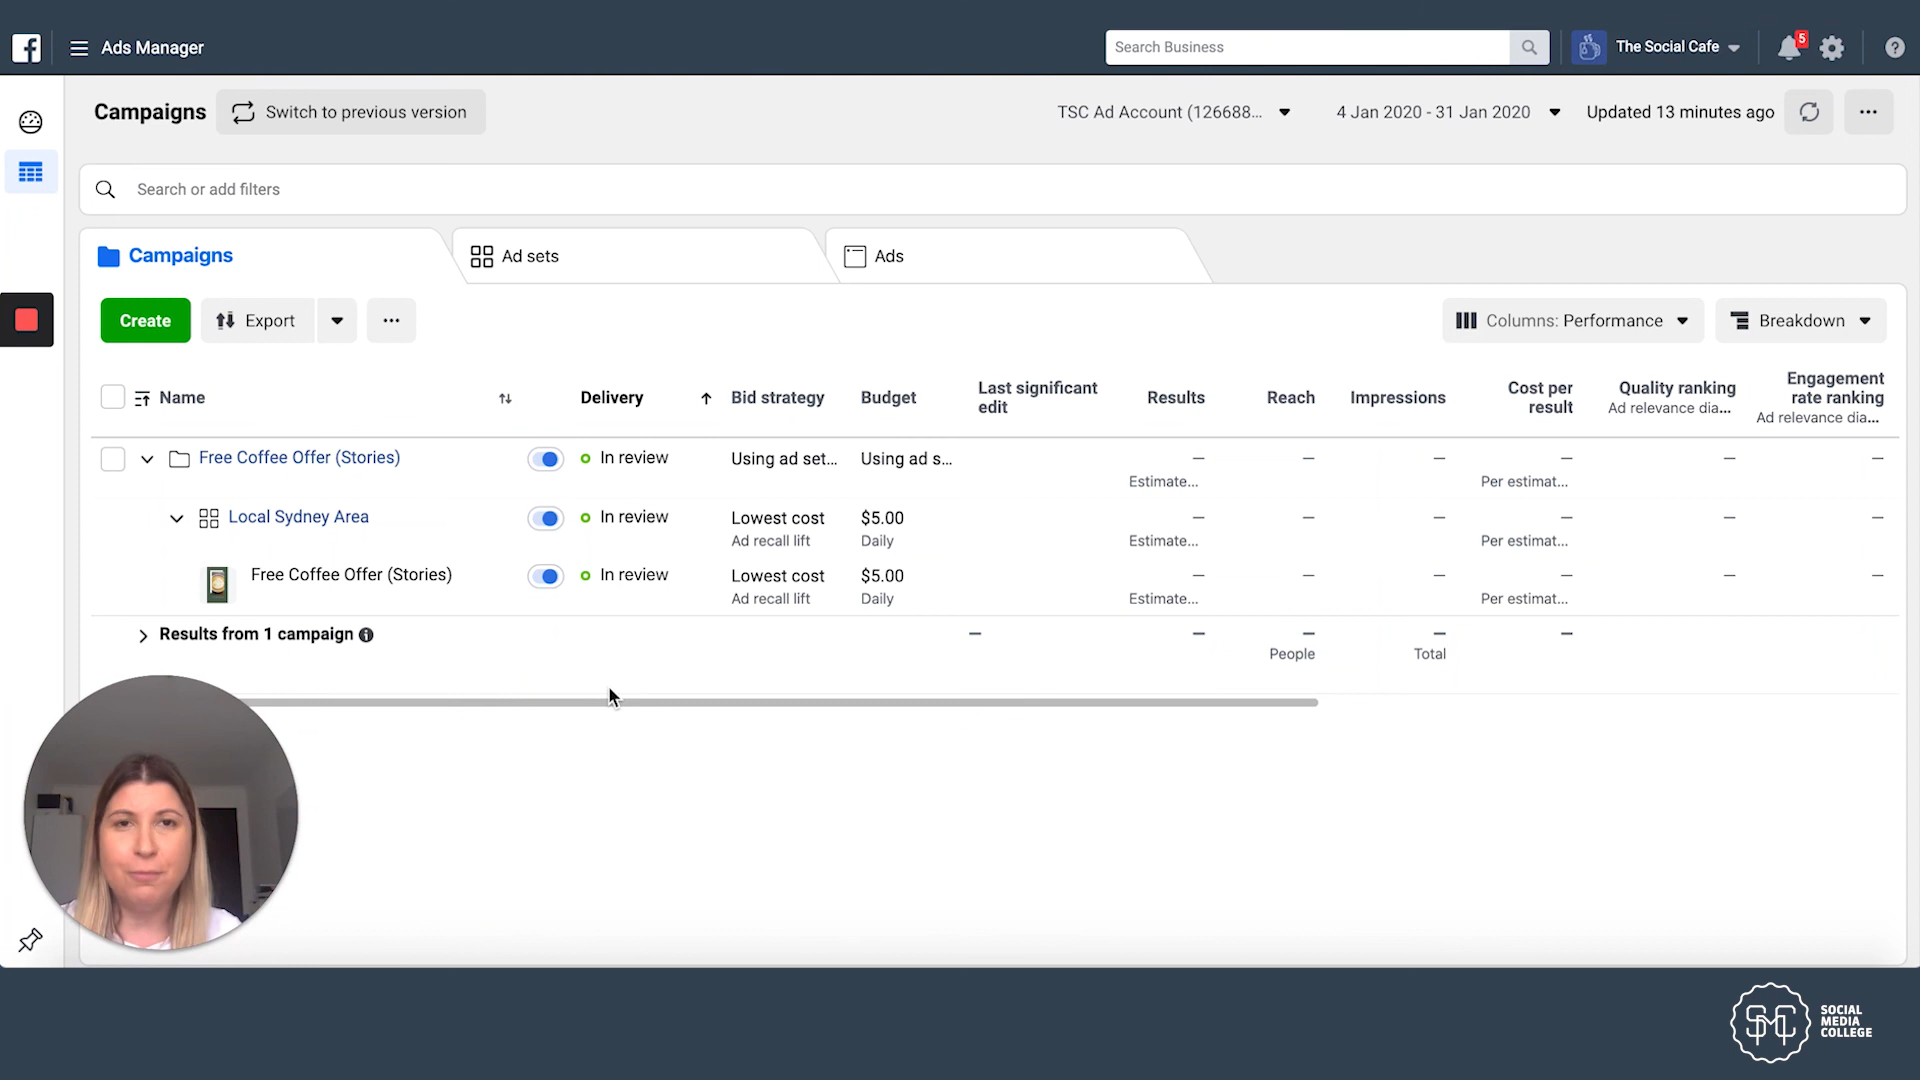 Ads Manager
Search Business
The Social Cafe
5
Campaigns
Switch to previous version
TSC Ad Account (126688...
4 Jan 2020 - 31 Jan 2020
Updated 13 minutes ago
Search or add filters
Campaigns
Ad sets
Ads
Create
Export
Columns: Performance
Breakdown
Name
Delivery
Bid strategy
Budget
Last significant
edit
Results
Reach
Impressions
Cost per
result
Quality ranking
Ad relevance dia...
Engagement
rate ranking
Ad relevance dia...
Free Coffee Offer (Stories)
In review
Using ad set...
Using ad s...
—
—
—
—
—
—
Estimate...
Per estimat...
Local Sydney Area
In review
Lowest cost
$5.00
—
—
—
—
—
—
Ad recall lift
Daily
Estimate...
Per estimat...
Free Coffee Offer (Stories)
In review
Lowest cost
$5.00
—
—
—
—
—
—
Ad recall lift
Daily
Estimate...
Per estimat...
Results from 1 campaign
—
—
—
—
—
People
Total
SMC
SOCIAL
MEDIA
COLLEGE